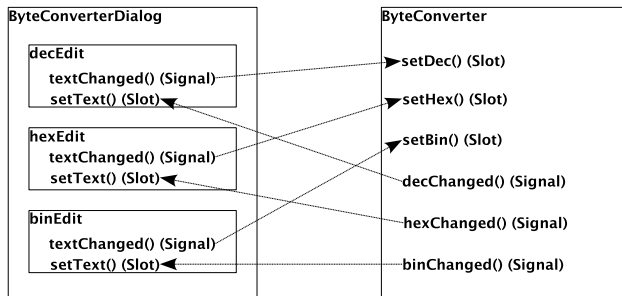 ByteConverterDialog
decEdit
textChanged() (Signal)
setText() (Slot)
hexEdit
textChanged() (Signal)
setText() (Slot)
binEdit
textChanged() (Signal)
setText() (Slot)
ByteConverter
setDec() (Slot)
setHex() (Slot)
setBin() (Slot)
decChanged() (Signal)
hexChanged() (Signal)
binChanged() (Signal)